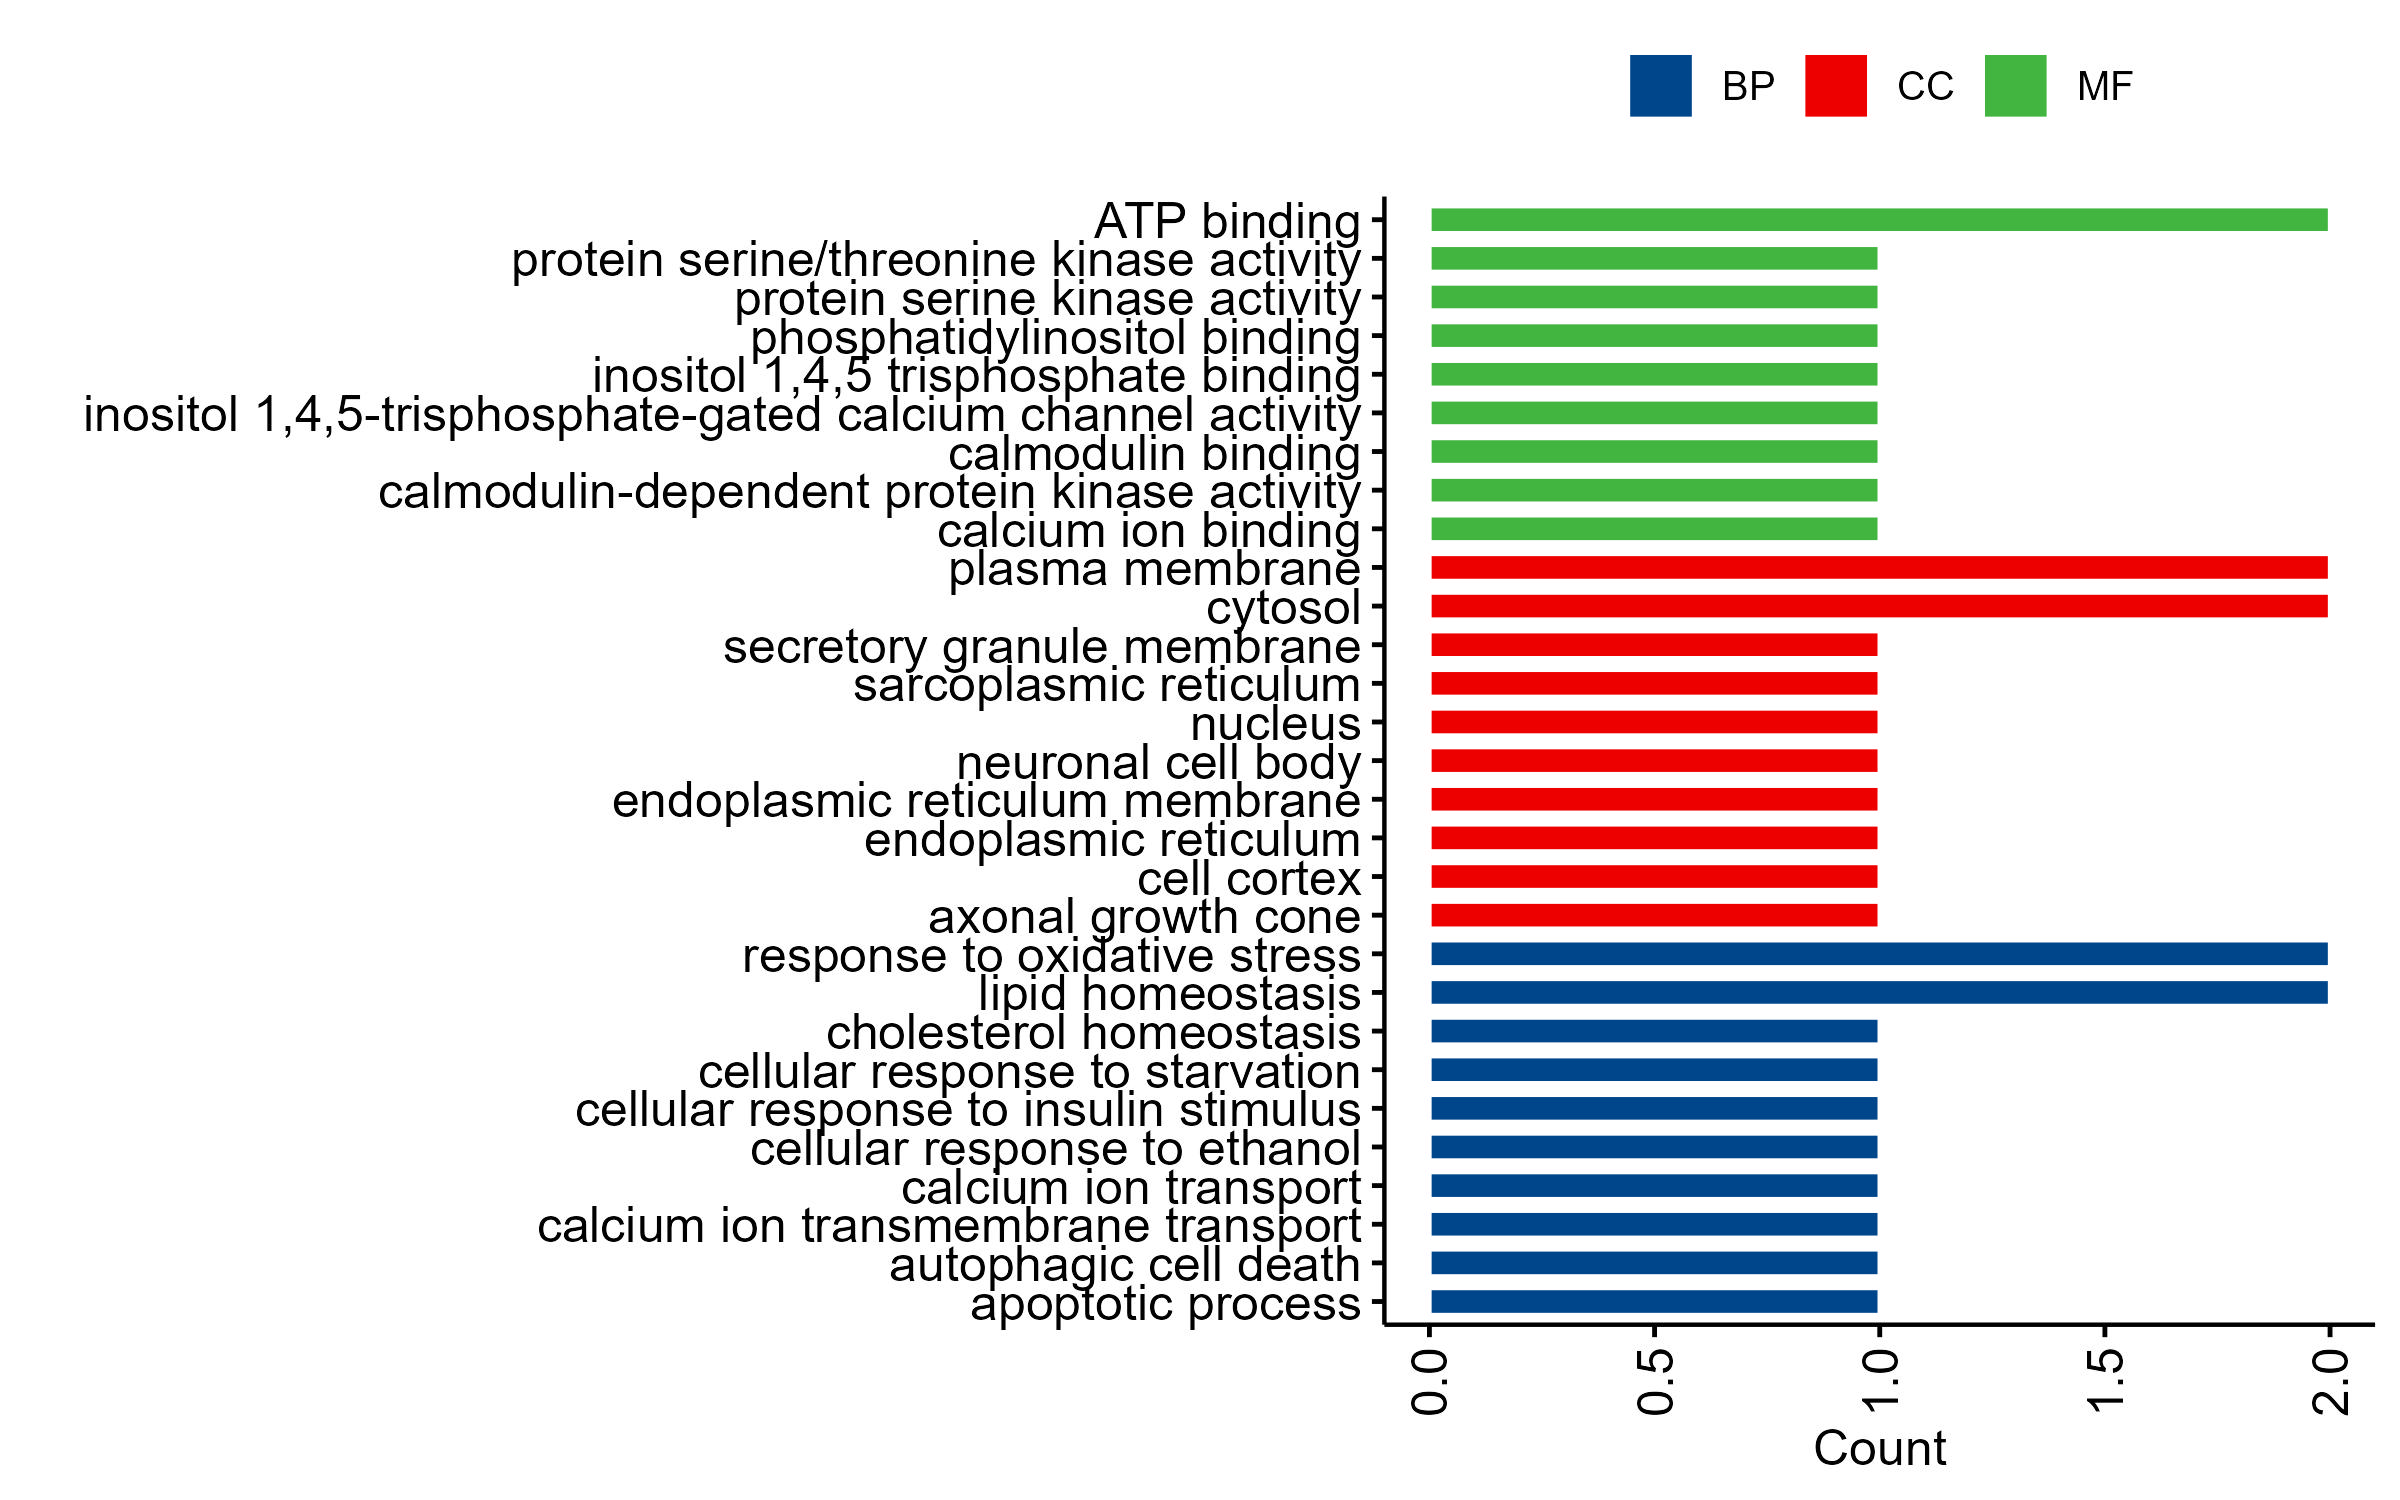 BP CC MF
ATP binding
protein serine/threonine kinase activity
protein serine kinase activity
phosphatidylinositol binding
inositol 1,4,5 trisphosphate binding
inositol 1,4,5-trisphosphate-gated calcium channel activity
calmodulin binding
calmodulin-dependent protein kinase activity
calcium ion binding
plasma membrane
cytosol
secretory granule membrane
sarcoplasmic reticulum
nucleus
neuronal cell body
endoplasmic reticulum membrane
endoplasmic reticulum
cell cortex
axonal growth cone
response to oxidative stress
lipid homeostasis
cholesterol homeostasis
cellular response to starvation
cellular response to insulin stimulus
cellular response to ethanol
calcium ion transport
calcium ion transmembrane transport
autophagic cell death
apoptotic process
0.0 0.5 1.0 1.5 2.0
Count